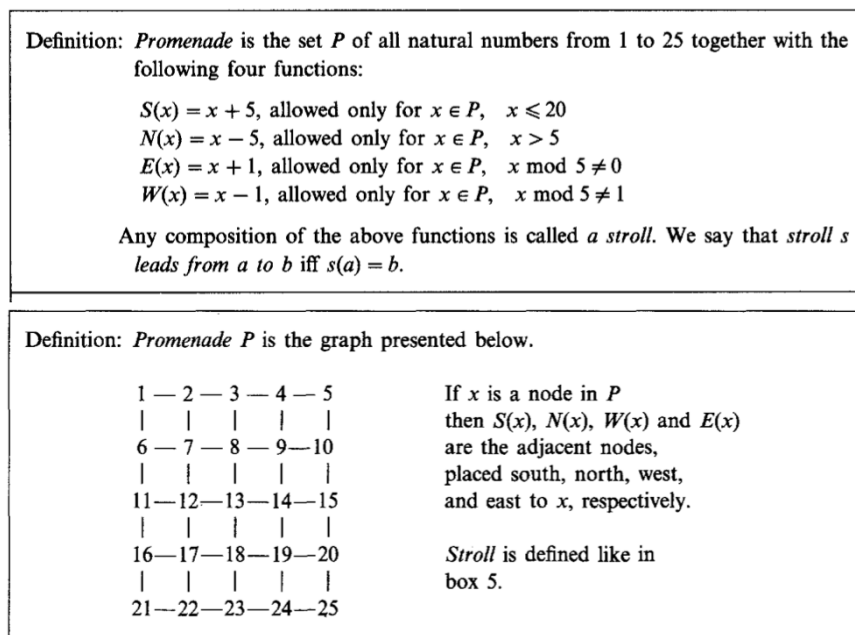 Definition: Promenade is the set P of all natural numbers from 1 to 25 together with the
following four functions:
S(x) = x + 5, allowed only for x ∈ P, x ⩽ 20
N(x) = x − 5, allowed only for x ∈ P, x > 5
E(x) = x + 1, allowed only for x ∈ P, x mod 5 ≠ 0
W(x) = x − 1, allowed only for x ∈ P, x mod 5 ≠ 1
Any composition of the above functions is called a stroll. We say that stroll s
leads from a to b iff s(a) = b.
Definition: Promenade P is the graph presented below.
1 — 2 — 3 — 4 — 5
6 — 7 — 8 — 9 — 10
11 — 12 — 13 — 14 — 15
16 — 17 — 18 — 19 — 20
21 — 22 — 23 — 24 — 25
If x is a node in P
then S(x), N(x), W(x) and E(x)
are the adjacent nodes,
placed south, north, west,
and east to x, respectively.
Stroll is defined like in
box 5.